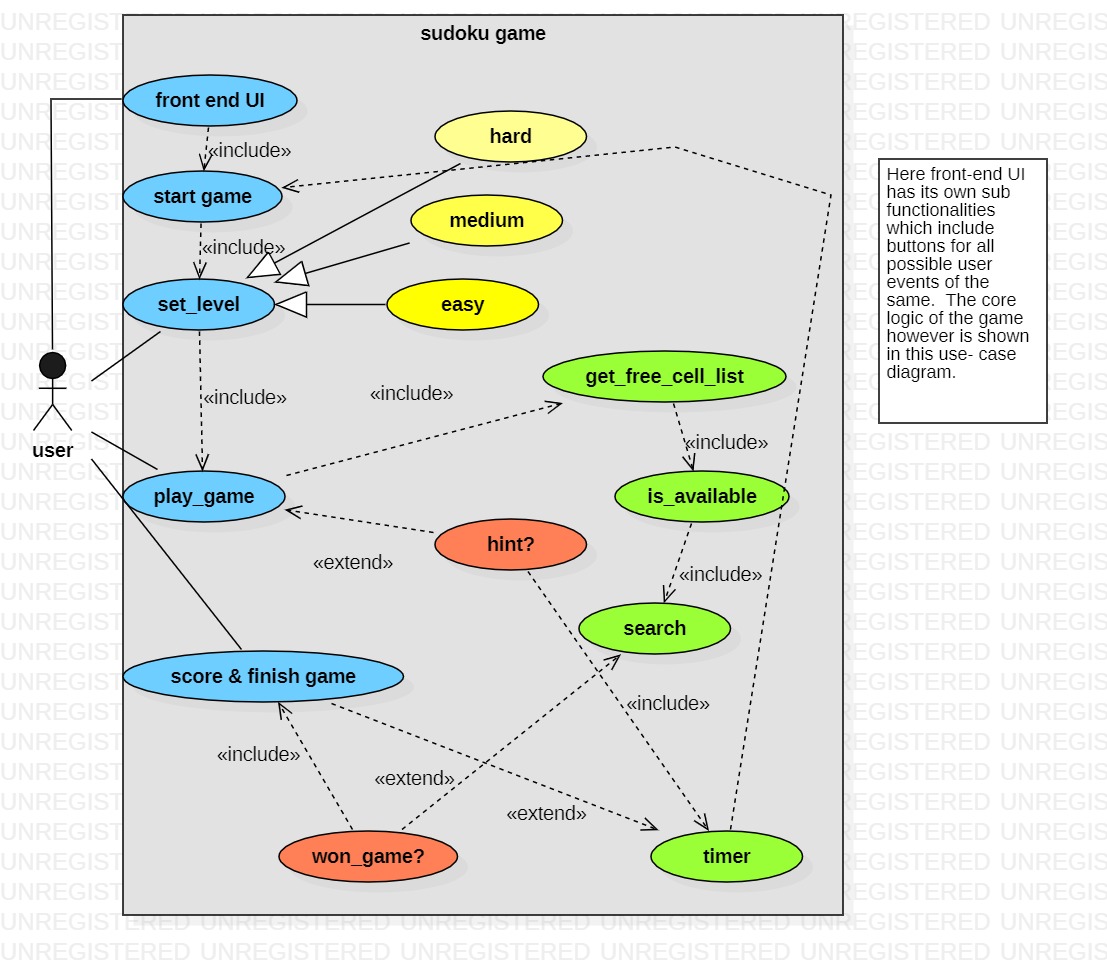 sudoku game
front end UI
«include»
hard
start game
medium
«include»
set_level
easy
get_free_cell_list
«include»
«include»
«include»
user
play_game
is_available
hint?
«extend»
«include»
search
score & finish game
«include»
«include»
«extend»
«extend»
won_game?
timer
Here front-end UI
has its own sub
functionalities
which include
buttons for all
possible user
events of the
same.  The core
logic of the game
however is shown
in this use- case
diagram.
UNREGISTERED UNREGISTERED UNREGISTERED UNREGISTERED UNREGISTERED UNREGIS